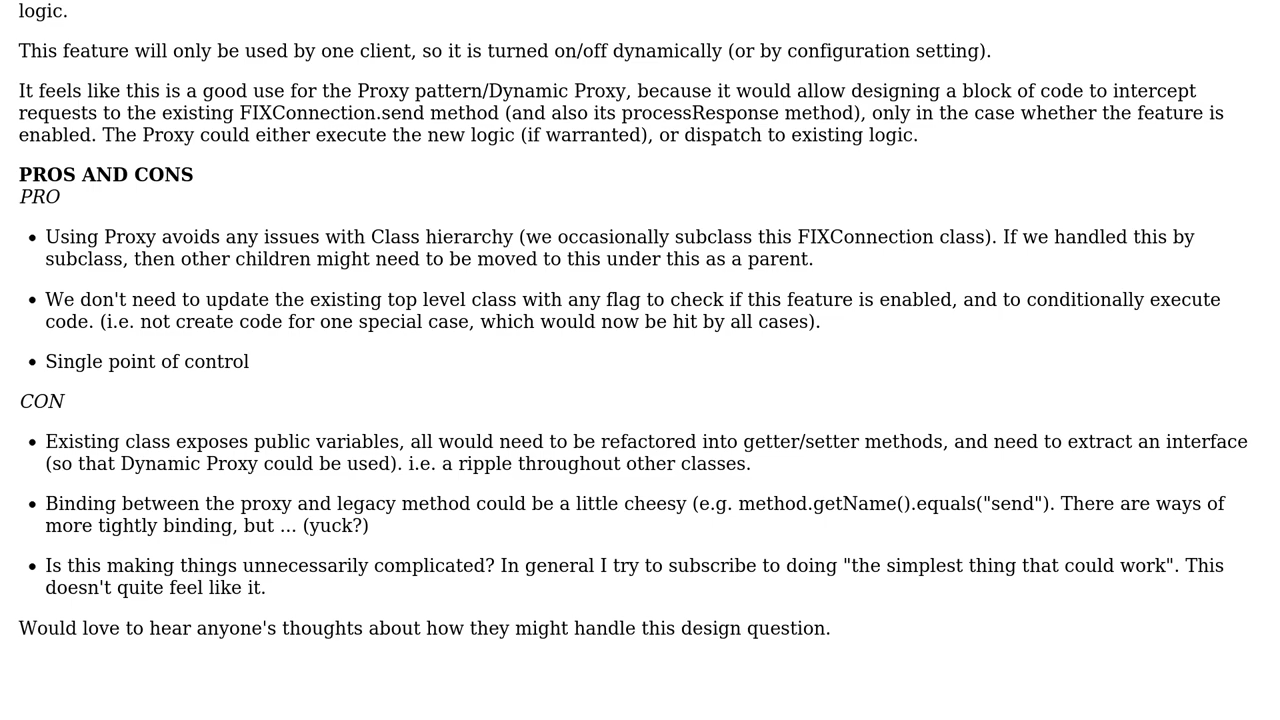 logic.
This feature will only be used by one client, so it is turned on/off dynamically (or by configuration setting).
It feels like this is a good use for the Proxy pattern/Dynamic Proxy, because it would allow designing a block of code to intercept
requests to the existing FIXConnection.send method (and also its processResponse method), only in the case whether the feature is
enabled. The Proxy could either execute the new logic (if warranted), or dispatch to existing logic.
PROS AND CONS
PRO
• Using Proxy avoids any issues with Class hierarchy (we occasionally subclass this FIXConnection class). If we handled this by
subclass, then other children might need to be moved to this under this as a parent.
• We don't need to update the existing top level class with any flag to check if this feature is enabled, and to conditionally execute
code. (i.e. not create code for one special case, which would now be hit by all cases).
• Single point of control
CON
• Existing class exposes public variables, all would need to be refactored into getter/setter methods, and need to extract an interface
(so that Dynamic Proxy could be used). i.e. a ripple throughout other classes.
• Binding between the proxy and legacy method could be a little cheesy (e.g. method.getName().equals("send"). There are ways of
more tightly binding, but ... (yuck?)
• Is this making things unnecessarily complicated? In general I try to subscribe to doing "the simplest thing that could work". This
doesn't quite feel like it.
Would love to hear anyone's thoughts about how they might handle this design question.